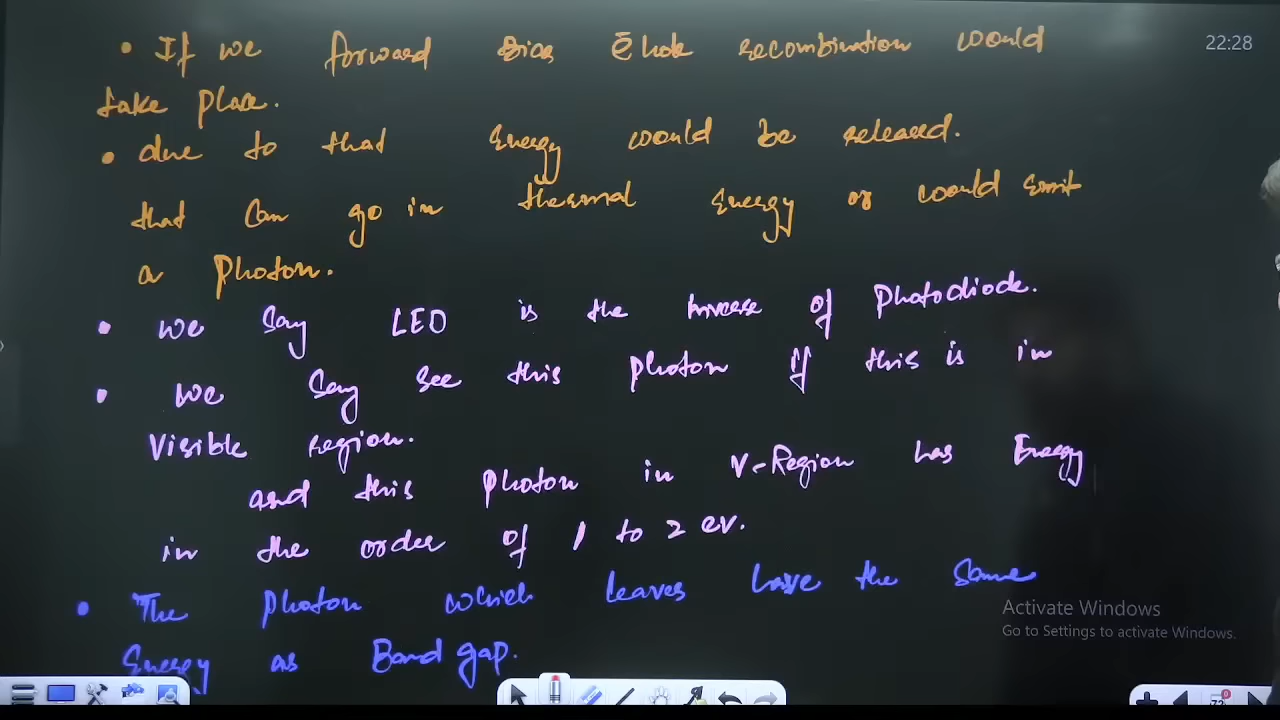 • If we forward Bias ē hole recombination would
22:28
take place.
• due to that Energy would be released.
that can go in thermal energy or could emit
a photon.
• we say LED is the inverse of photodiode.
• we say see this photon if this is in
Visible region.
and this photon in V-Region has Energy
in the order of 1 to 2 ev.
• The photon which leaves have the same
Energy as Band gap.
Activate Windows
Go to Settings to activate Windows.